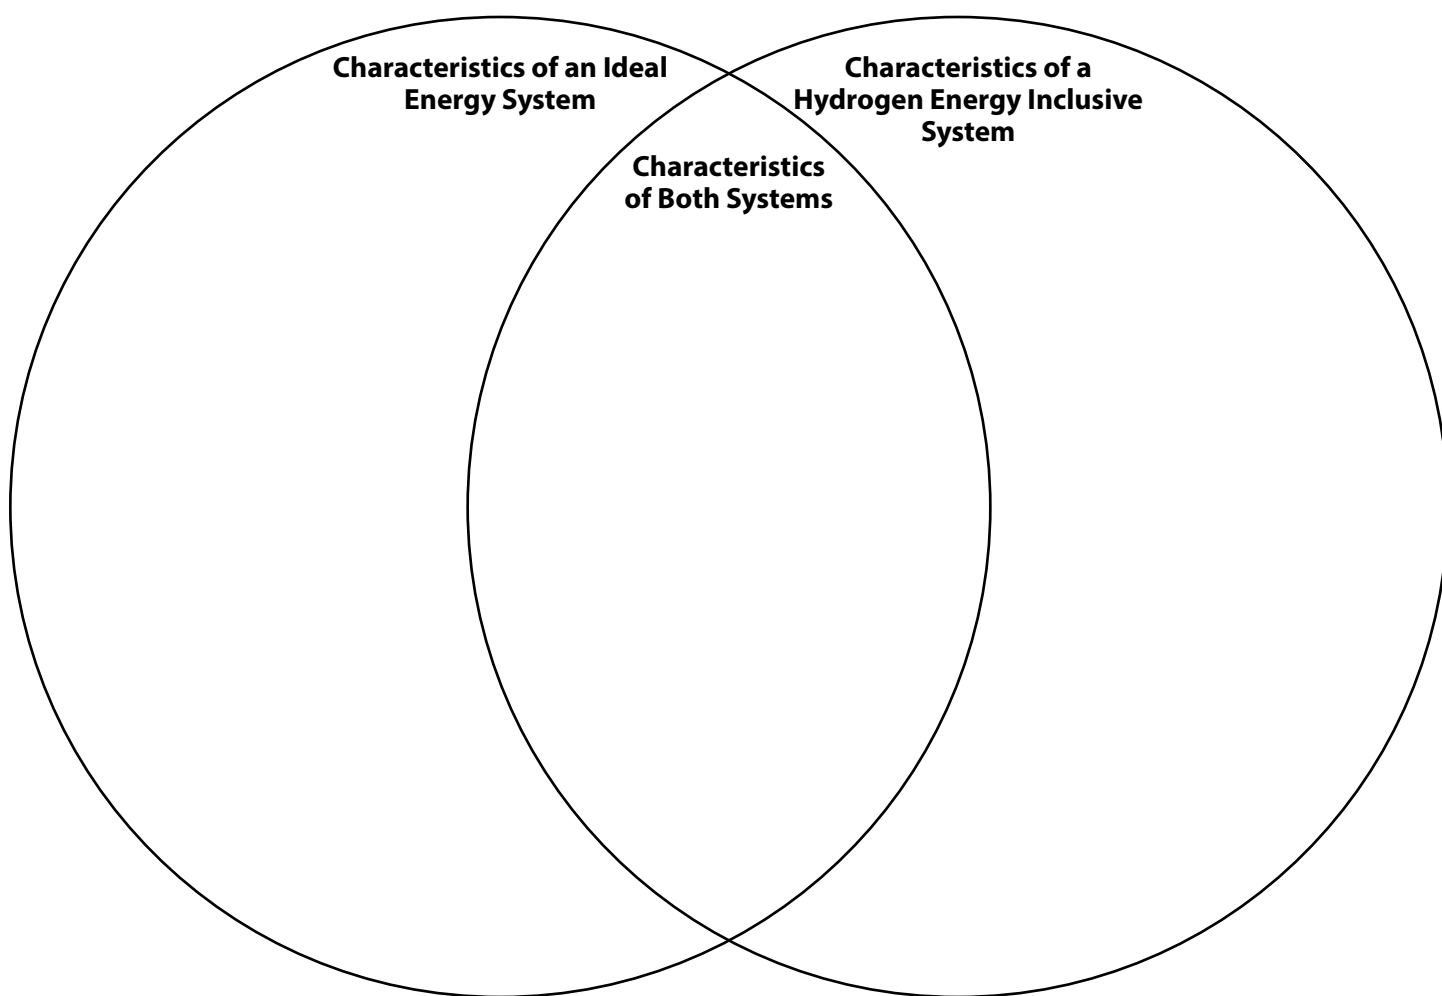 Characteristics of an Ideal
Energy System
Characteristics of a
Hydrogen Energy Inclusive
System
Characteristics
of Both Systems